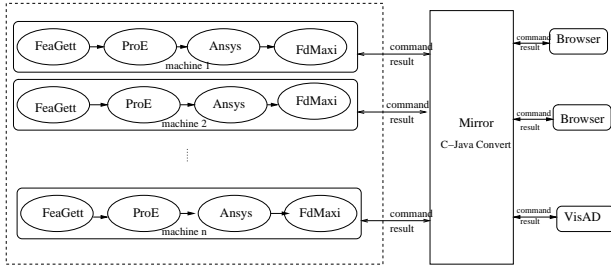 FeaGett ProE Ansys FdMaxi
machine 1
command
result
FeaGett ProE Ansys FdMaxi
machine 2
command
result
FeaGett ProE Ansys FdMaxi
machine n
command
result
Mirror
C-Java Convert
command
result
Browser
command
result
Browser
command
result
VisAD